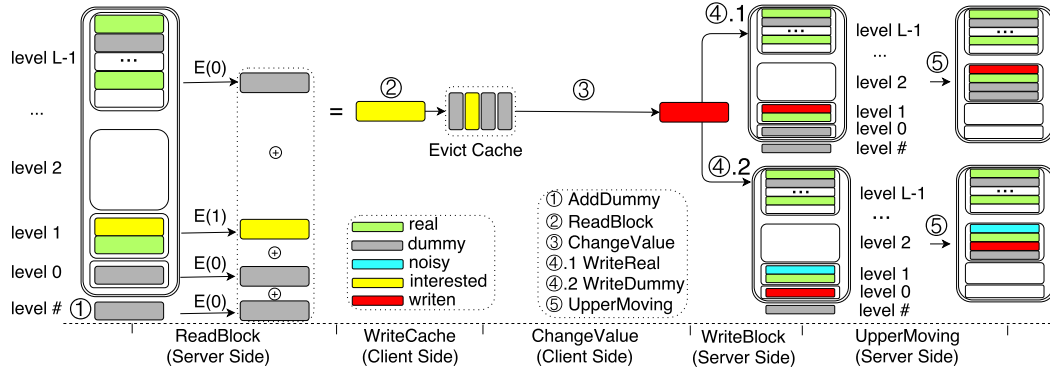 level L-1
...
level 2
level 1
level 0
level # ①
...
E(0)
E(1)
E(0)
E(0)
⊕
⊕
⊕
=
②
Evict Cache
③
real
dummy
noisy
interested
writen
① AddDummy
② ReadBlock
③ ChangeValue
④.1 WriteReal
④.2 WriteDummy
⑤ UpperMoving
④.1
...
level L-1
...
level 2
level 1
level 0
level #
⑤
...
④.2
...
level L-1
...
level 2
level 1
level 0
level #
⑤
...
ReadBlock
(Server Side)
WriteCache
(Client Side)
ChangeValue
(Client Side)
WriteBlock
(Server Side)
UpperMoving
(Server Side)